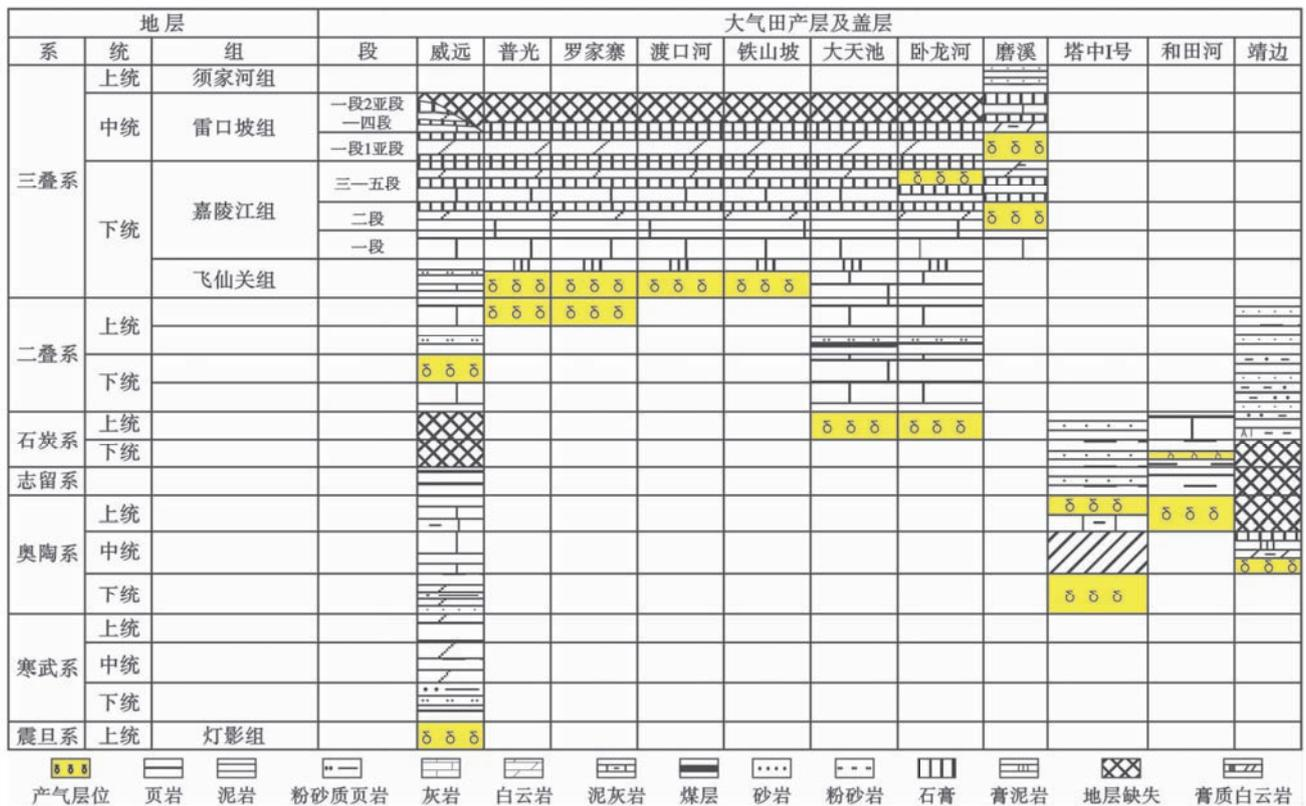 地层 大气田产层及盖层
系 统 组 段 威远 普光 罗家寨 渡口河 铁山坡 大天池 卧龙河 磨溪 塔中I号 和田河 靖边
三叠系 上统 须家河组
中统 雷口坡组 一段2亚段
—四段
一段1亚段
下统 嘉陵江组 三—五段
二段
一段
飞仙关组
二叠系 上统
下统
石炭系 上统
下统
Al
志留系
奥陶系 上统
中统
下统
寒武系 上统
中统
下统
震旦系 上统 灯影组
产气层位 页岩 泥岩 粉砂质页岩 灰岩 白云岩 泥灰岩 煤层 砂岩 粉砂岩 石膏 膏泥岩 地层缺失 膏质白云岩